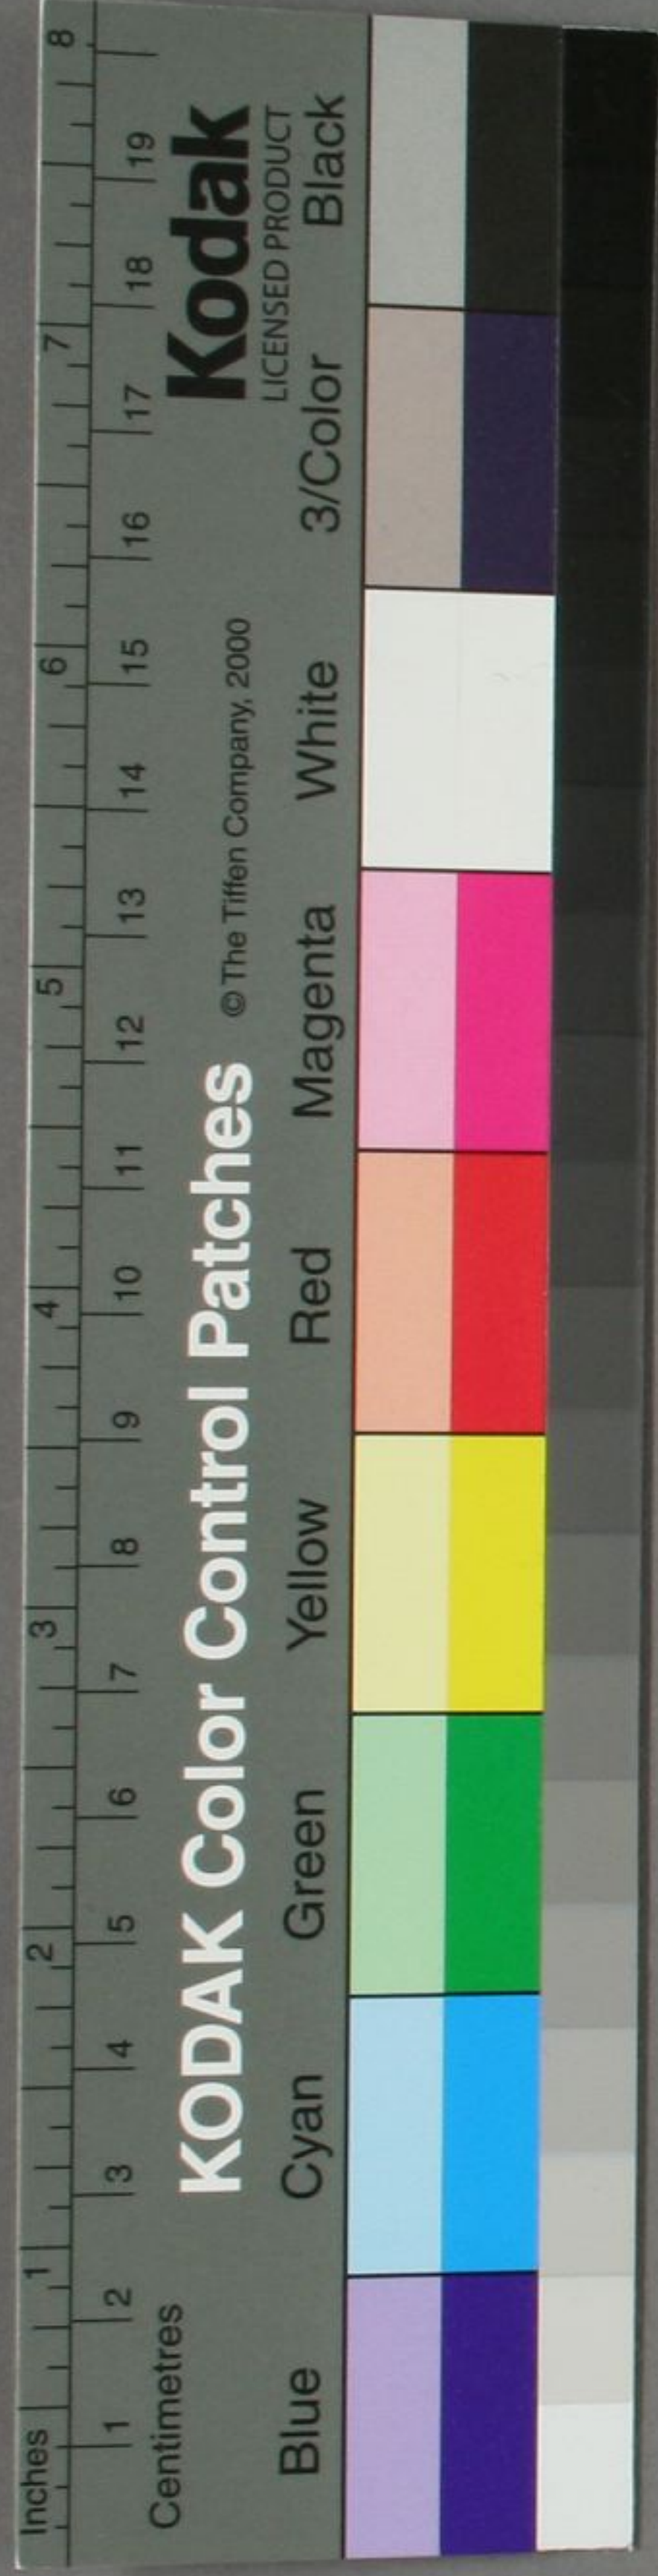 Inches 1 2 3 4 5 6 7 8
1 2 3 4 5 6 7 8 9 10 11 12 13 14 15 16 17 18 19
Centimetres
KODAK Color Control Patches
© The Tiffen Company, 2000
Kodak
LICENSED PRODUCT
Blue Cyan Green Yellow Red Magenta White 3/Color Black